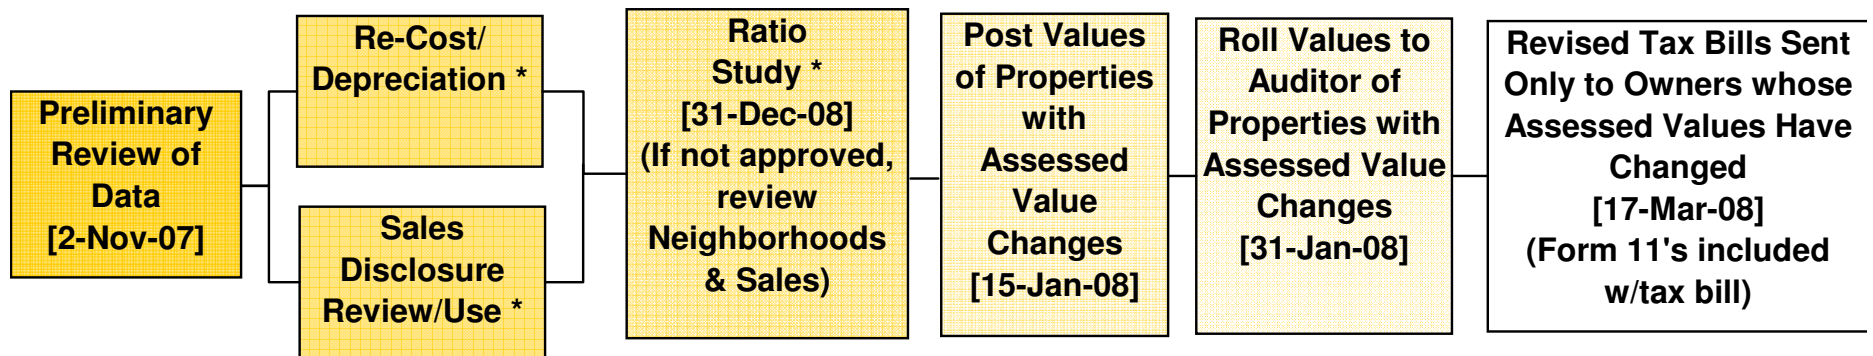 Preliminary
Review of
Data
[2-Nov-07]
Re-Cost/
Depreciation *
Sales
Disclosure
Review/Use *
Ratio
Study *
[31-Dec-08]
(If not approved,
review
Neighborhoods
& Sales)
Post Values
of Properties
with
Assessed
Value
Changes
[15-Jan-08]
Roll Values to
Auditor of
Properties with
Assessed Value
Changes
[31-Jan-08]
Revised Tax Bills Sent
Only to Owners whose
Assessed Values Have
Changed
[17-Mar-08]
(Form 11's included
w/tax bill)